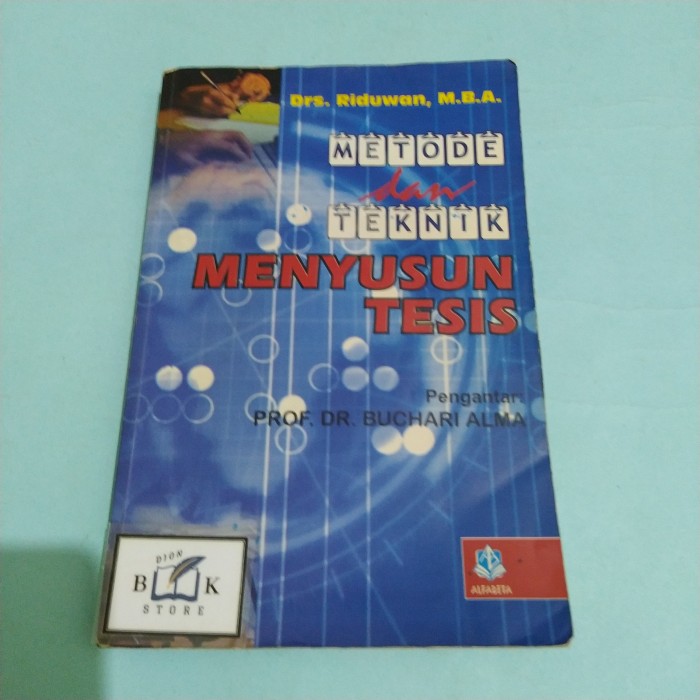 Drs. Riduwan, M.B.A.
METODE
dan
TEKNIK
MENYUSUN
TESIS
Pengantar:
PROF. DR. BUCHARI ALMA
ALFABETA
DION
B K
STORE